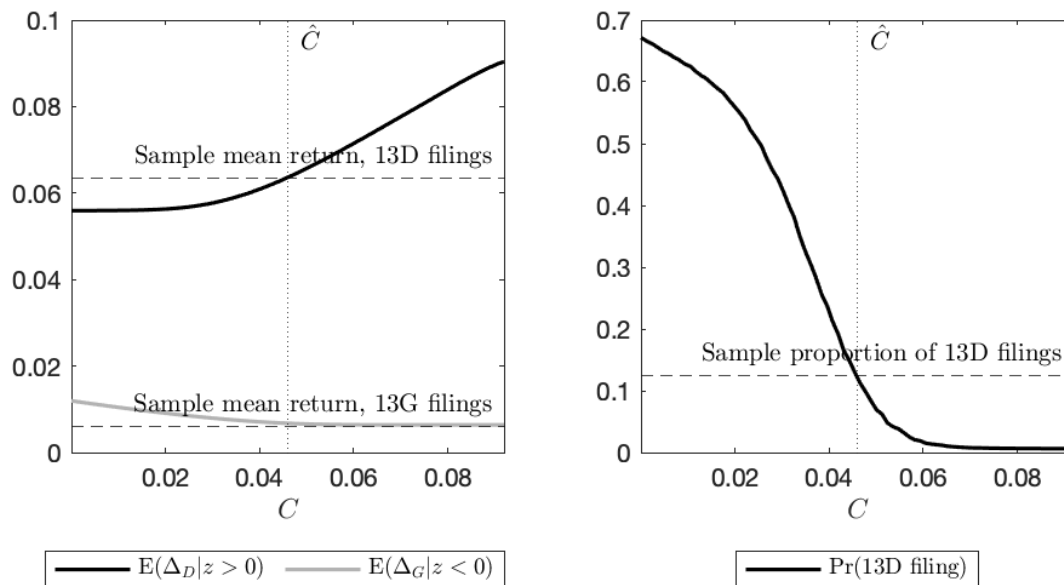 0.1
Ĉ
0.08
Sample mean return, 13D filings
0.06
0.04
0.02
Sample mean return, 13G filings
0
0.02 0.04 0.06 0.08
C
E(Δ_D|z > 0) E(Δ_G|z < 0)
0.7
Ĉ
0.6
0.5
0.4
0.3
0.2
Sample proportion of 13D filings
0.1
0
0.02 0.04 0.06 0.08
C
Pr(13D filing)